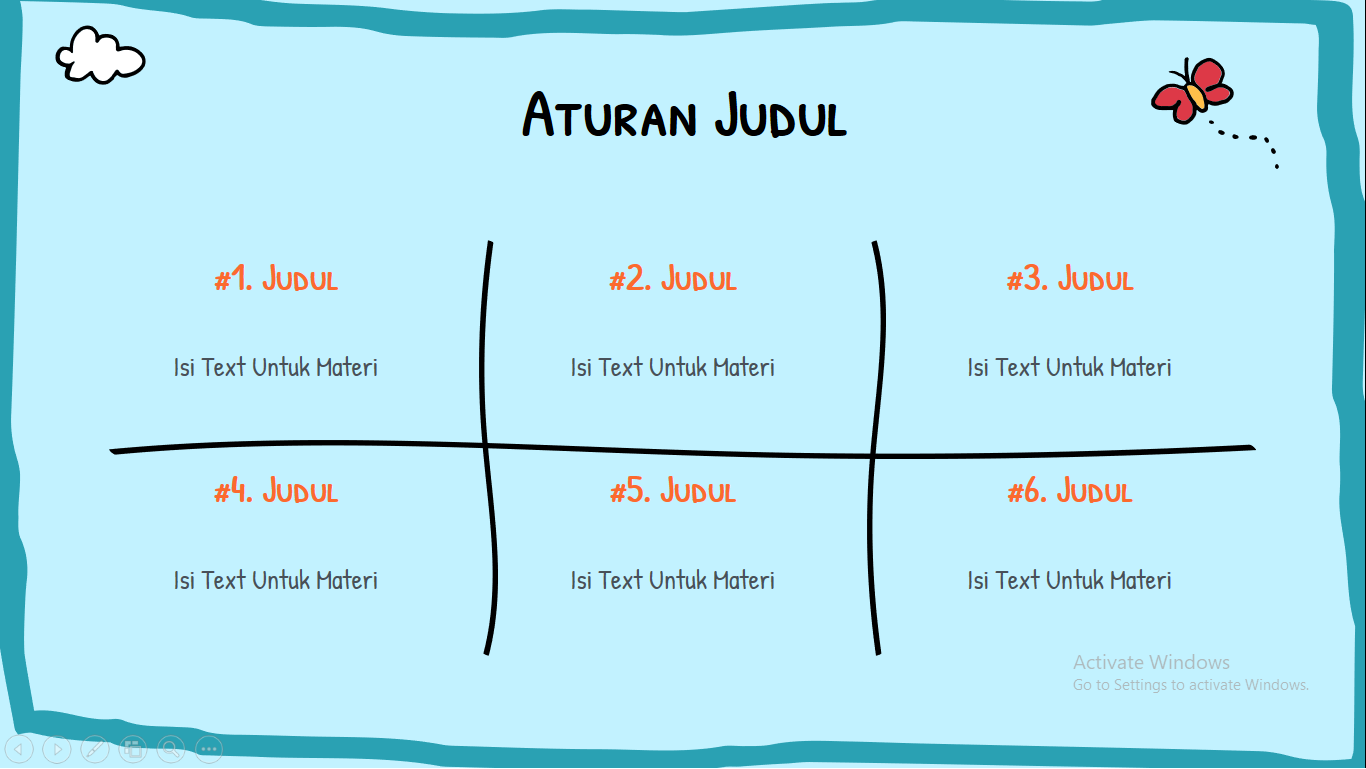 Aturan Judul
#1. Judul
#2. Judul
#3. Judul
Isi Text Untuk Materi
Isi Text Untuk Materi
Isi Text Untuk Materi
#4. Judul
#5. Judul
#6. Judul
Isi Text Untuk Materi
Isi Text Untuk Materi
Isi Text Untuk Materi
Activate Windows
Go to Settings to activate Windows.